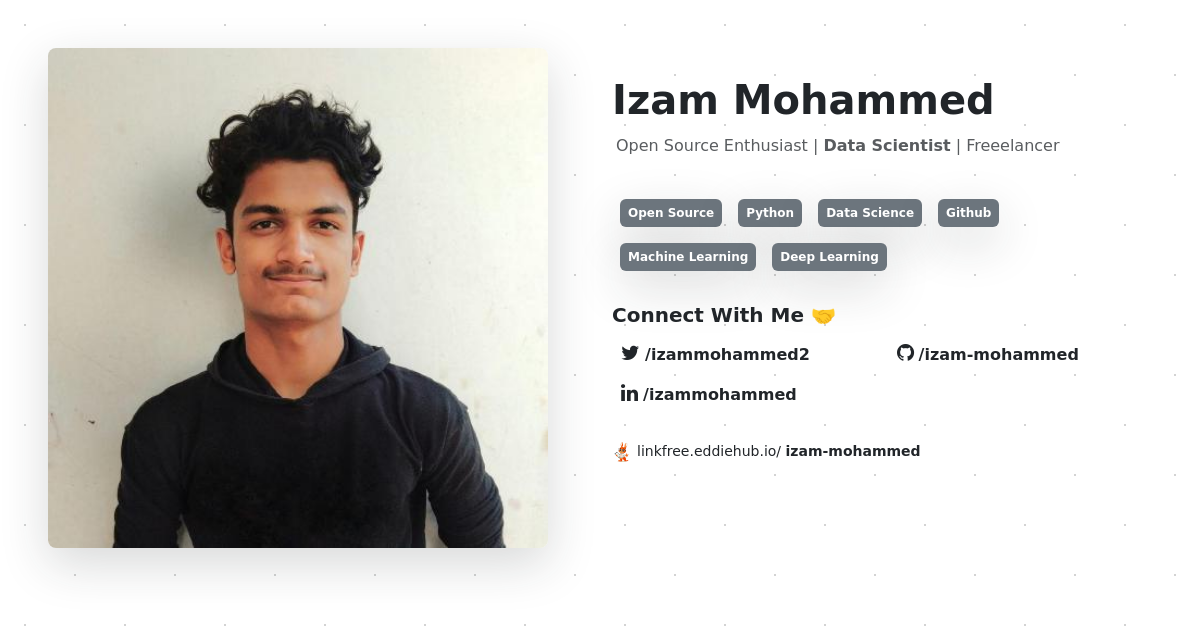 Izam Mohammed
Open Source Enthusiast | Data Scientist | Freeelancer
Open Source Python Data Science Github
Machine Learning Deep Learning
Connect With Me 🤝
/izammohammed2 /izam-mohammed
/izammohammed
linkfree.eddiehub.io/ izam-mohammed